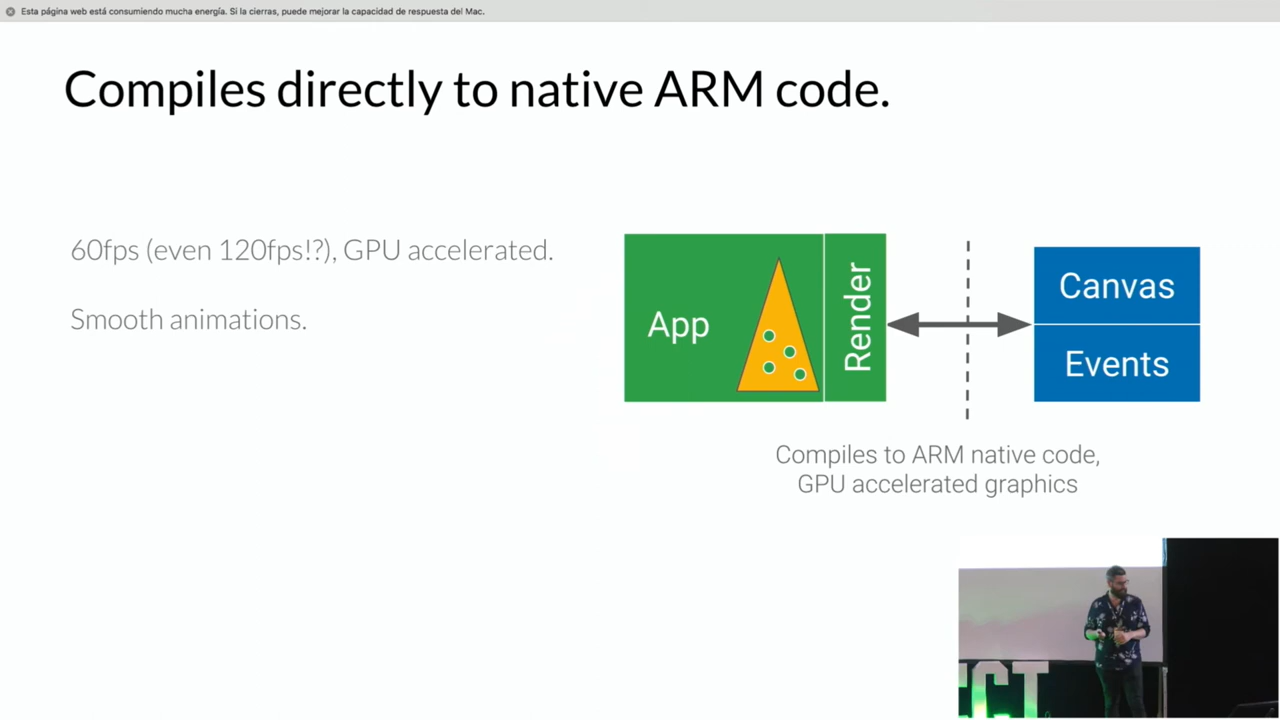 Esta página web está consumiendo mucha energía. Si la cierras, puede mejorar la capacidad de respuesta del Mac.
Compiles directly to native ARM code.
60fps (even 120fps!?), GPU accelerated.
Smooth animations.
App
Render
Canvas
Events
Compiles to ARM native code,
GPU accelerated graphics
ECT